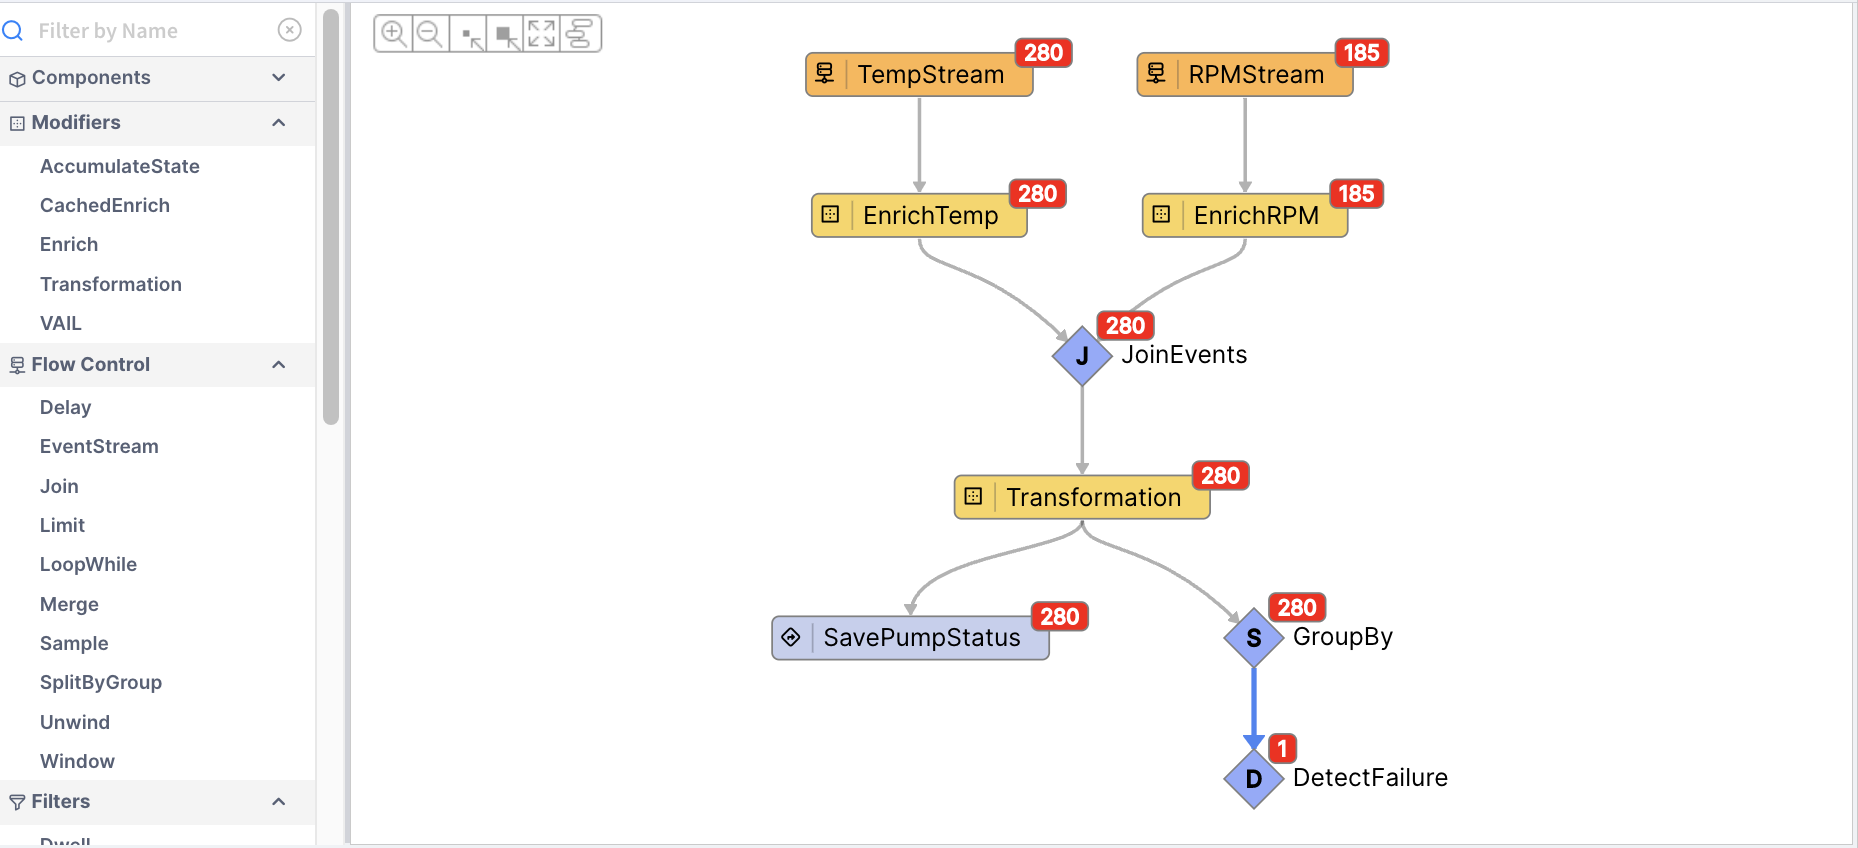 Filter by Name
Components
Modifiers
AccumulateState
CachedEnrich
Enrich
Transformation
VAIL
Flow Control
Delay
EventStream
Join
Limit
LoopWhile
Merge
Sample
SplitByGroup
Unwind
Window
Filters
Dwell
280
TempStream
185
RPMStream
280
EnrichTemp
185
EnrichRPM
280
J JoinEvents
280
Transformation
280
SavePumpStatus
280
S GroupBy
1
D DetectFailure